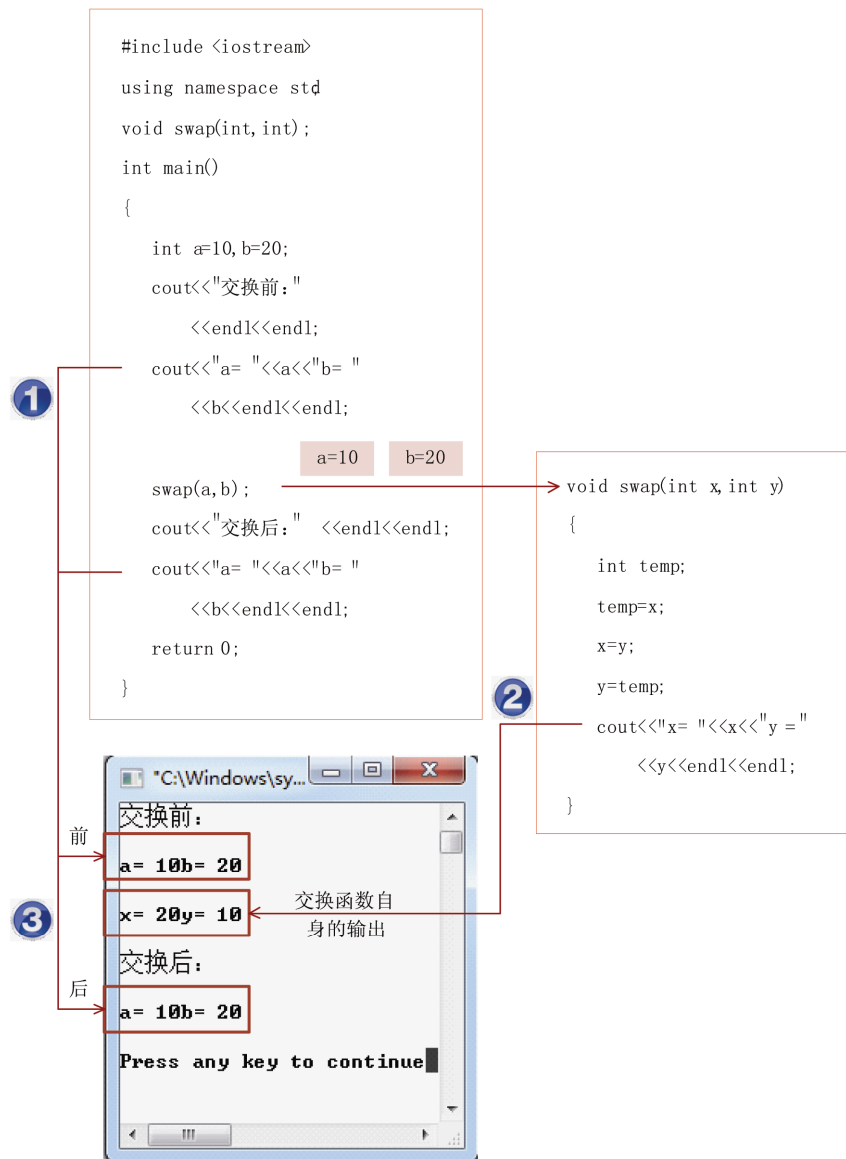 #include <iostream>
using namespace std;
void swap(int,int);
int main()
{
int a=10,b=20;
cout<<"交换前："
<<endl<<endl;
cout<<"a= "<<a<<"b= "
<<b<<endl<<endl;
a=10 b=20
swap(a,b);
cout<<"交换后：" <<endl<<endl;
cout<<"a= "<<a<<"b= "
<<b<<endl<<endl;
return 0;
}
1
void swap(int x,int y)
{
int temp;
temp=x;
x=y;
y=temp;
cout<<"x= "<<x<<"y ="
<<y<<endl<<endl;
}
2
"C:\Windows\sy...
交换前：
a= 10b= 20
x= 20y= 10
交换后：
a= 10b= 20
Press any key to continue
前
交换函数自
身的输出
3
后